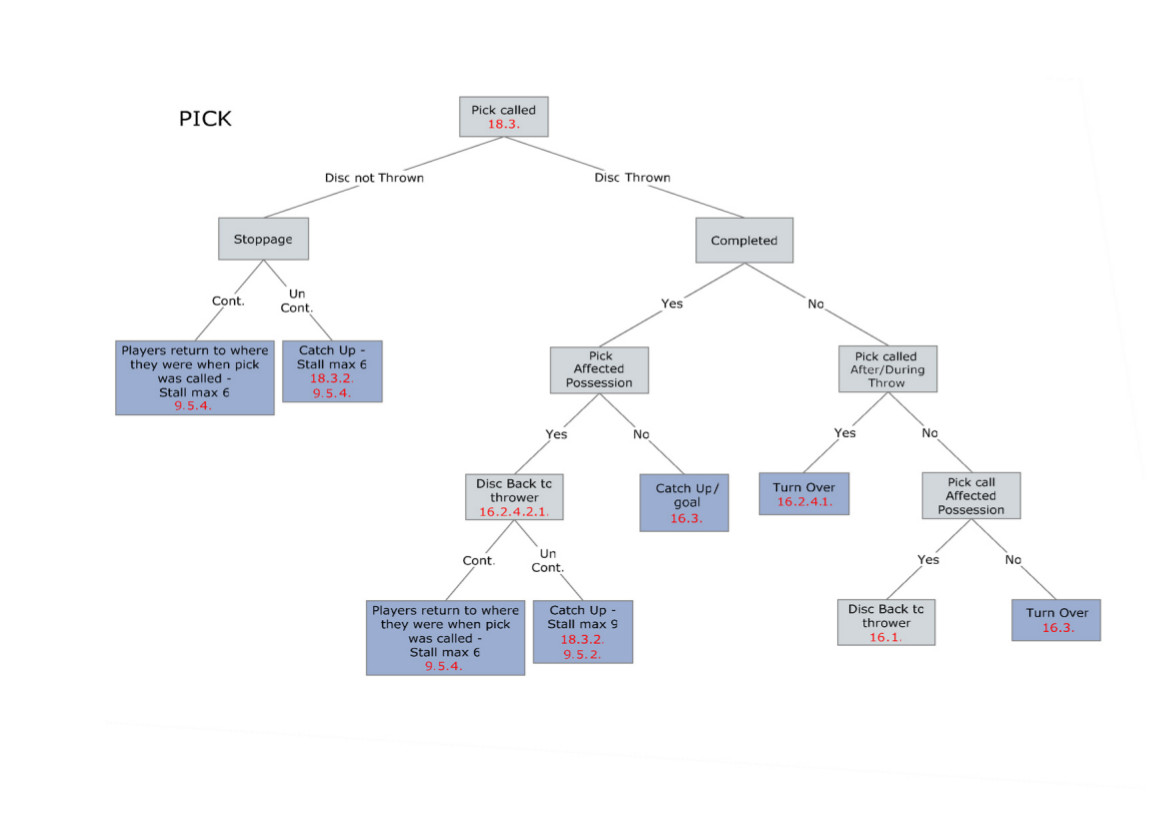 PICK
Pick called
18.3.
Disc not Thrown
Disc Thrown
Stoppage
Completed
Cont.
Un
Cont.
Yes
No
Players return to where
they were when pick
was called -
Stall max 6
9.5.4.
Catch Up -
Stall max 6
18.3.2.
9.5.4.
Pick
Affected
Possession
Pick called
After/During
Throw
Yes
No
Yes
No
Disc Back to
thrower
16.2.4.2.1.
Catch Up/
goal
16.3.
Turn Over
16.2.4.1.
Pick call
Affected
Possession
Cont.
Un
Cont.
Yes
No
Players return to where
they were when pick
was called -
Stall max 6
9.5.4.
Catch Up -
Stall max 9
18.3.2.
9.5.2.
Disc Back to
thrower
16.1.
Turn Over
16.3.